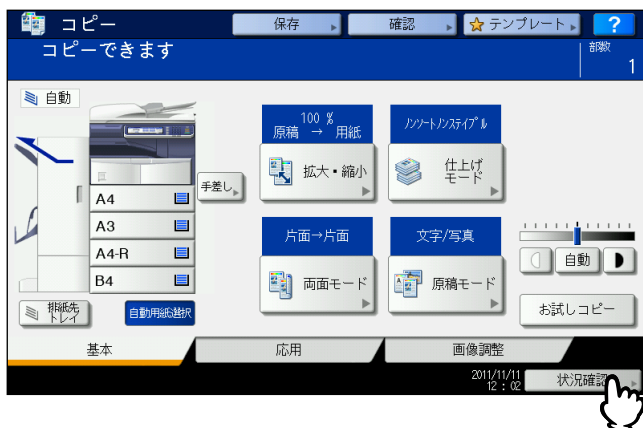 コピー
保存
確認
テンプレート
?
コピーできます
部数
1
自動
100 %
原稿 → 用紙
ﾉﾝｿｰﾄﾉﾝｽﾃｲﾌﾟﾙ
拡大・縮小
仕上げ
モード
手差し
A4
A3
A4-R
B4
片面→片面
文字/写真
両面モード
原稿モード
自動
排紙先
トレイ
自動用紙選択
お試しコピー
基本
応用
画像調整
2011/11/11
12 : 02
状況確認